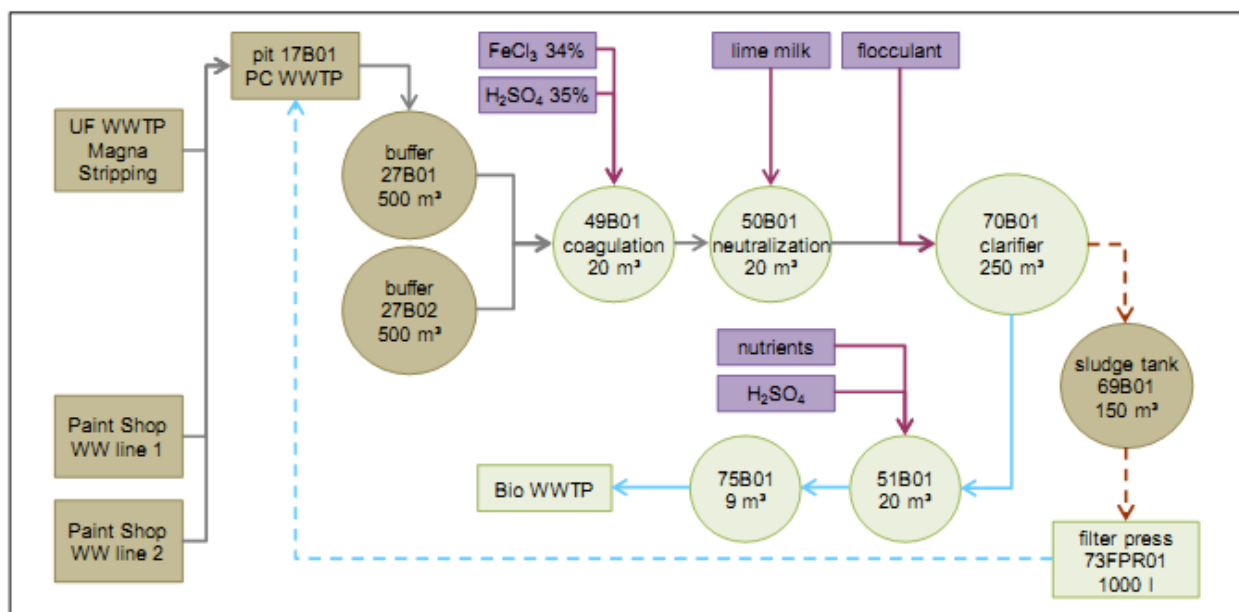 pit 17B01
PC WWTP
FeCl₃ 34%
H₂SO₄ 35%
lime milk
flocculant
UF WWTP
Magna
Stripping
buffer
27B01
500 m³
49B01
coagulation
20 m³
50B01
neutralization
20 m³
70B01
clarifier
250 m³
buffer
27B02
500 m³
nutrients
H₂SO₄
sludge tank
69B01
150 m³
Paint Shop
WW line 1
Bio WWTP
75B01
9 m³
51B01
20 m³
Paint Shop
WW line 2
filter press
73FPR01
1000 l